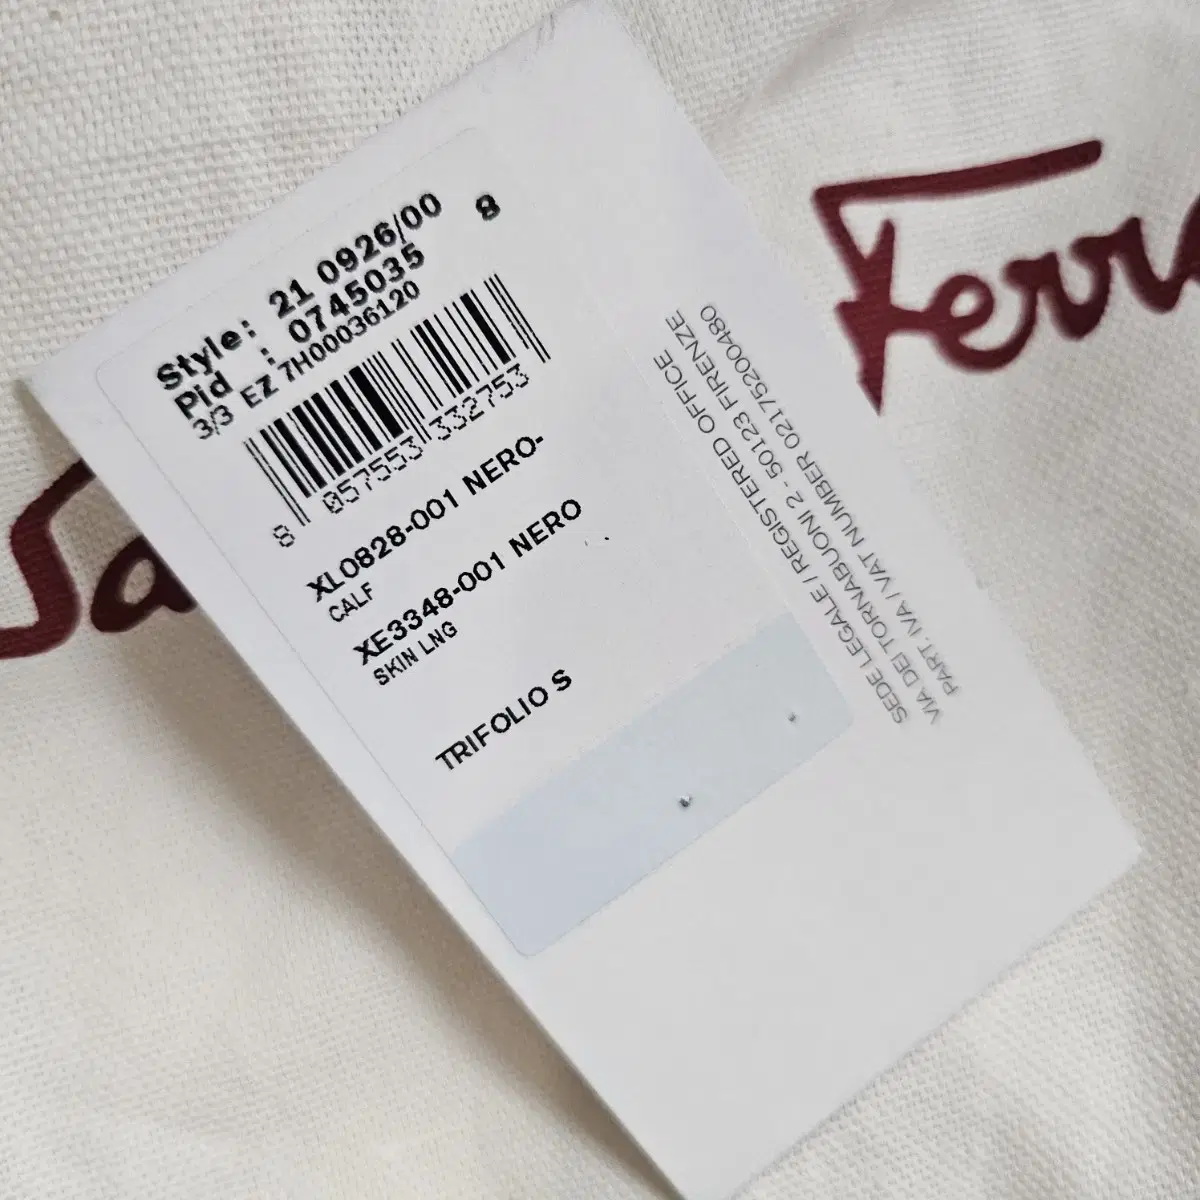 Style: 21 0926/00 8
Pid : 0745035
3/3 EZ 7H00036120
8 057553 332753
XL0828-001 NERO-
CALF
XE3348-001 NERO
SKIN LNG
TRIFOLIO S
SEDE LEGALE / REGISTERED OFFICE
VIA DEI TORNABUONI 2 - 50123 FIRENZE
PART. IVA / VAT NUMBER 02175200480
Sa
Ferra